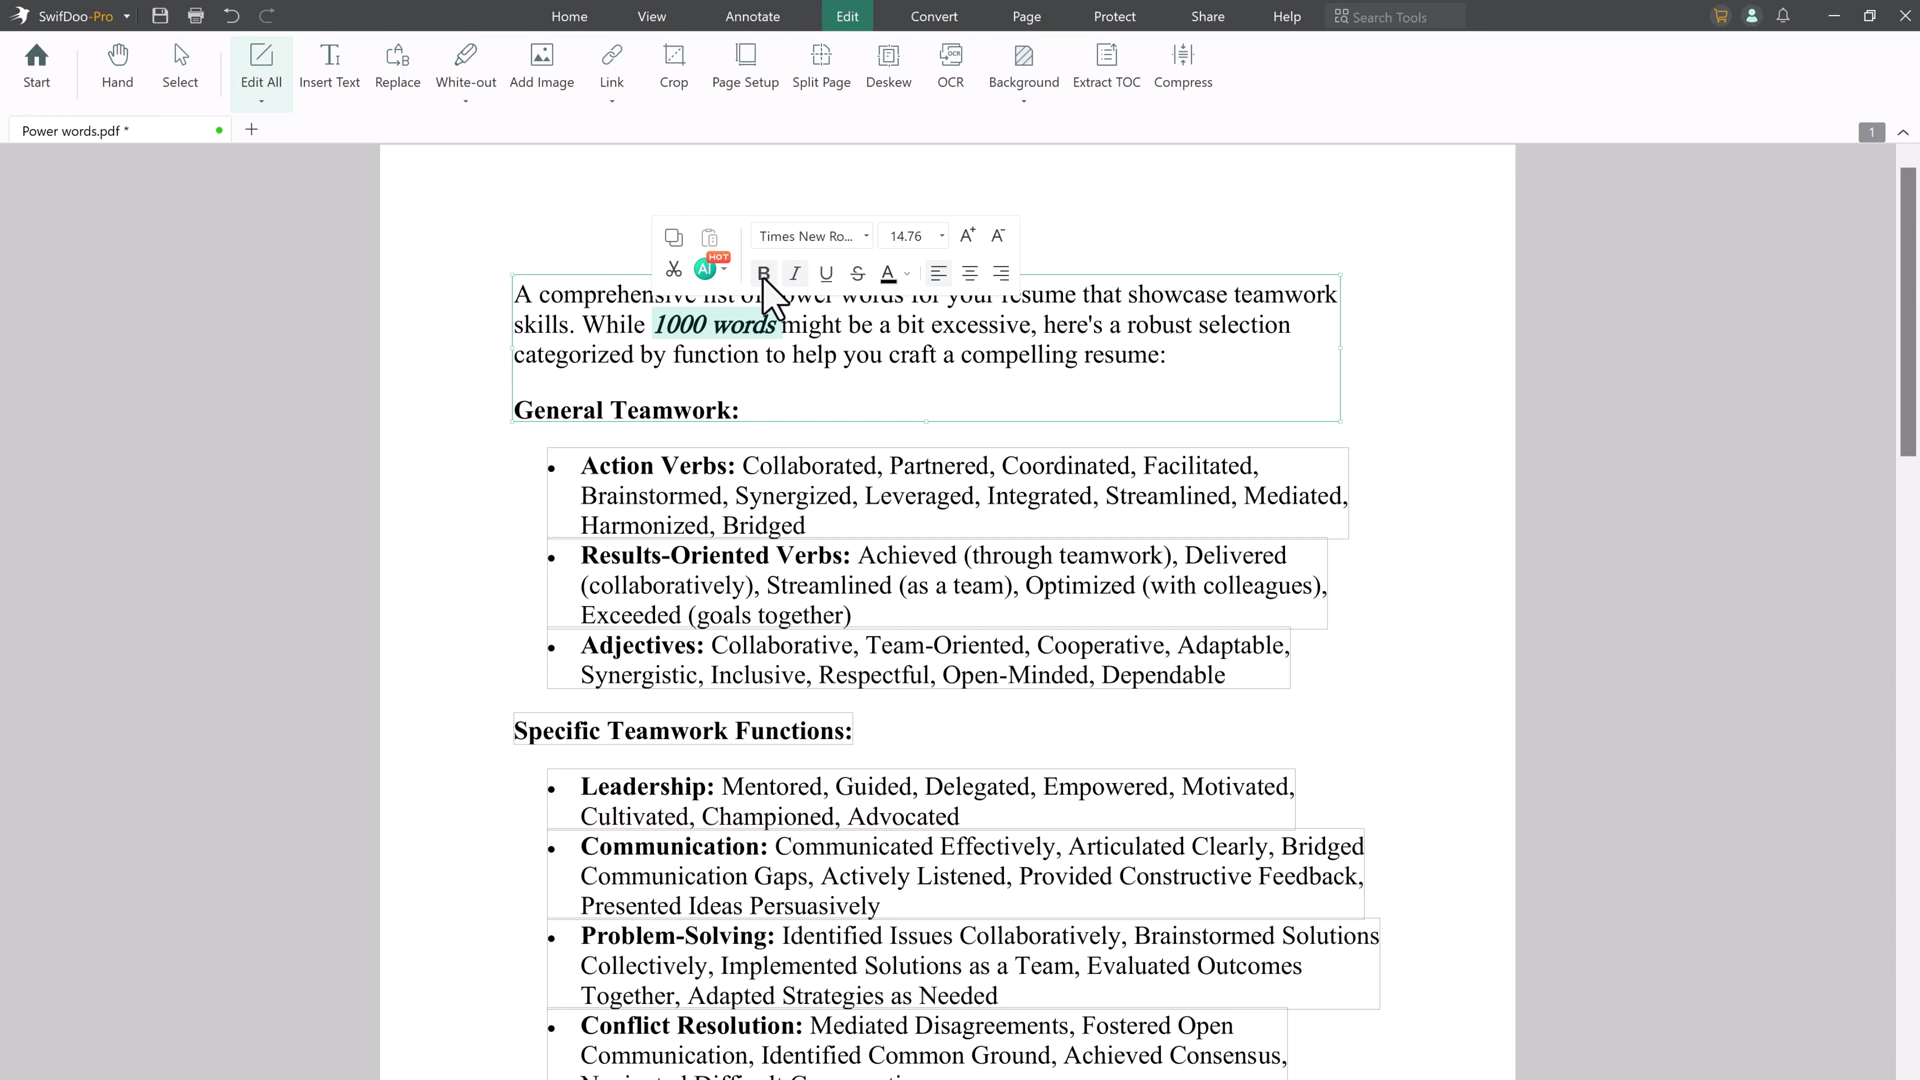 SwifDoo-Pro
Home View Annotate Edit Convert Page Protect Share Help Search Tools
Start Hand Select Edit All Insert Text Replace White-out Add Image Link Crop Page Setup Split Page Deskew OCR Background Extract TOC Compress
Power words.pdf *
1
Times New Ro... 14.76 A+ A-
HOT
AI B I U S A
A comprehensive list of power words for your resume that showcase teamwork
skills. While 1000 words might be a bit excessive, here's a robust selection
categorized by function to help you craft a compelling resume:
General Teamwork:
• Action Verbs: Collaborated, Partnered, Coordinated, Facilitated,
Brainstormed, Synergized, Leveraged, Integrated, Streamlined, Mediated,
Harmonized, Bridged
• Results-Oriented Verbs: Achieved (through teamwork), Delivered
(collaboratively), Streamlined (as a team), Optimized (with colleagues),
Exceeded (goals together)
• Adjectives: Collaborative, Team-Oriented, Cooperative, Adaptable,
Synergistic, Inclusive, Respectful, Open-Minded, Dependable
Specific Teamwork Functions:
• Leadership: Mentored, Guided, Delegated, Empowered, Motivated,
Cultivated, Championed, Advocated
• Communication: Communicated Effectively, Articulated Clearly, Bridged
Communication Gaps, Actively Listened, Provided Constructive Feedback,
Presented Ideas Persuasively
• Problem-Solving: Identified Issues Collaboratively, Brainstormed Solutions
Collectively, Implemented Solutions as a Team, Evaluated Outcomes
Together, Adapted Strategies as Needed
• Conflict Resolution: Mediated Disagreements, Fostered Open
Communication, Identified Common Ground, Achieved Consensus,